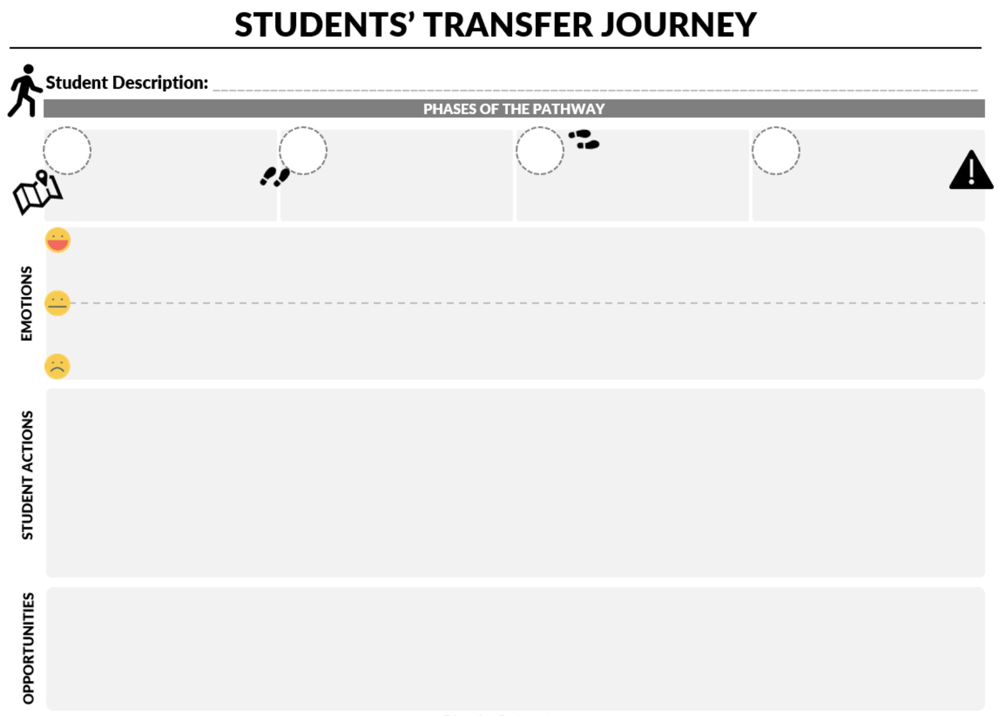 STUDENTS’ TRANSFER JOURNEY
Student Description:
PHASES OF THE PATHWAY
EMOTIONS
STUDENT ACTIONS
OPPORTUNITIES